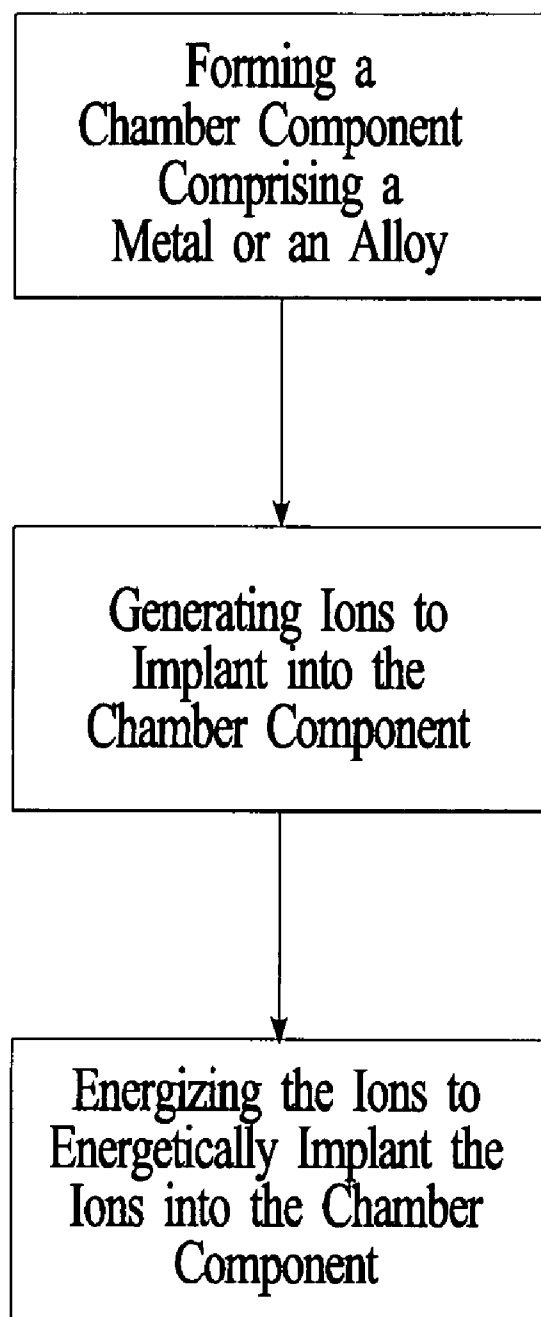 Forming a
Chamber Component
Comprising a
Metal or an Alloy
Generating Ions to
Implant into the
Chamber Component
Energizing the Ions to
Energetically Implant the
Ions into the Chamber
Component